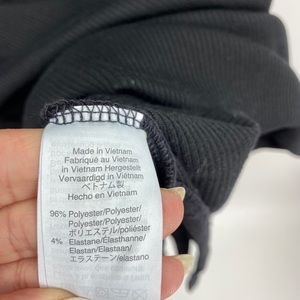 Made in Vietnam
Fabriqué au Vietnam
in Vietnam Hergestellt
Vervaardigd in Vietnam
ベトナム製
Hecho en Vietnam
96% Polyester/Polyester/
Polyester/Polyester/
ポリエステル/poliéster
4% Elastane/Élasthanne/
Elastan/Elastaan/
エラステーン/elastano